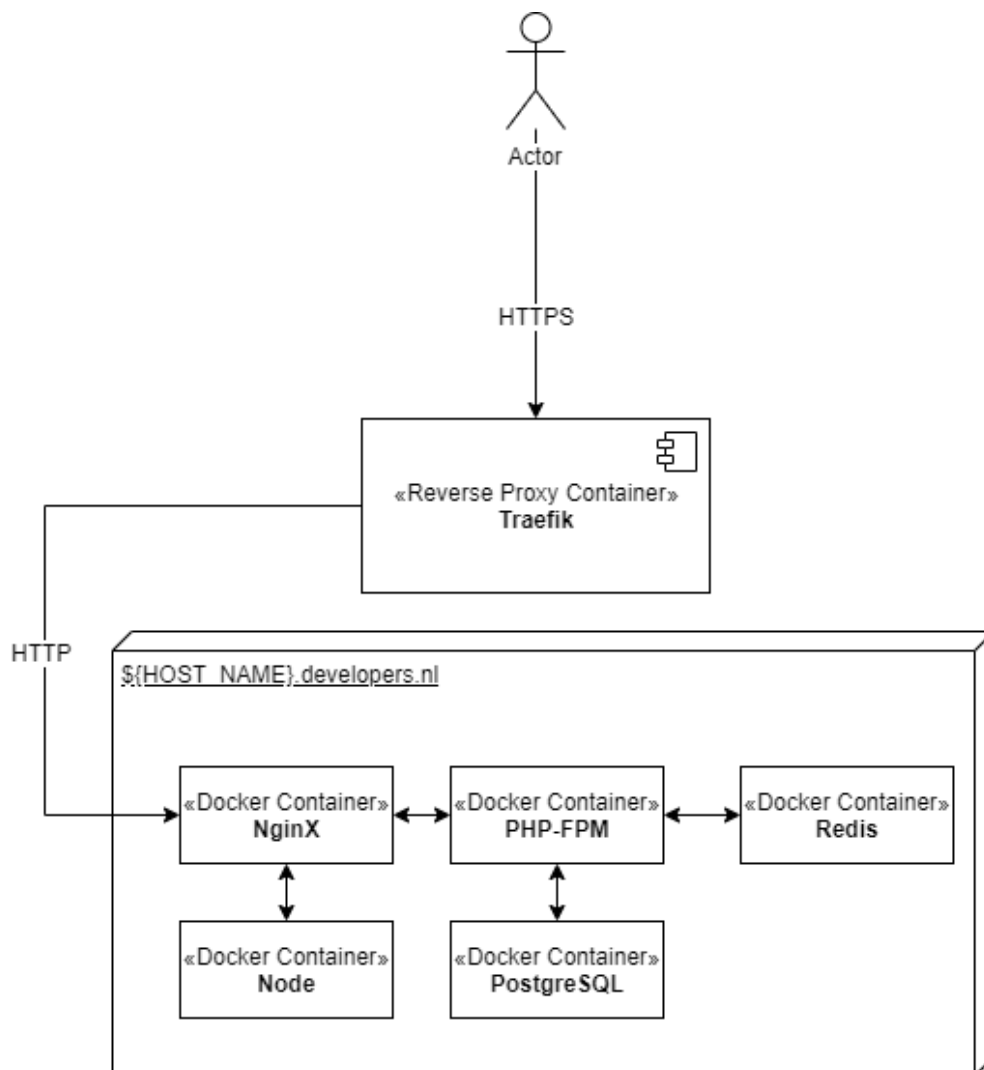 Actor
HTTPS
«Reverse Proxy Container»
Traefik
HTTP
${HOST_NAME}.developers.nl
«Docker Container»
NginX
«Docker Container»
PHP-FPM
«Docker Container»
Redis
«Docker Container»
Node
«Docker Container»
PostgreSQL